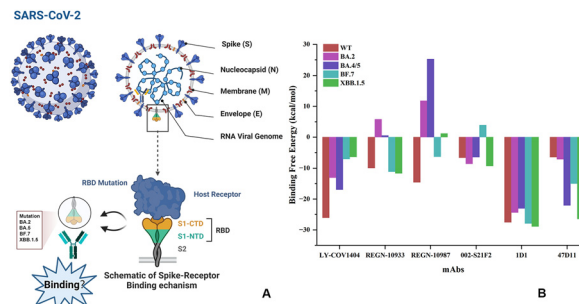 SARS-CoV-2
Spike (S)
Nucleocapsid (N)
Membrane (M)
Envelope (E)
RNA Viral Genome
RBD Mutation
Host Receptor
Mutation
BA.2
BA.5
BF.7
XBB.1.5
S1-CTD
S1-NTD
RBD
S2
Binding?
Schematic of Spike-Receptor
Binding echanism
A
WT
BA.2
BA.4/5
BF.7
XBB.1.5
Binding Free Energy (kcal/mol)
30
20
10
0
-10
-20
-30
LY-COV1404
REGN-10933
REGN-10987
002-S21F2
1D1
47D11
mAbs
B